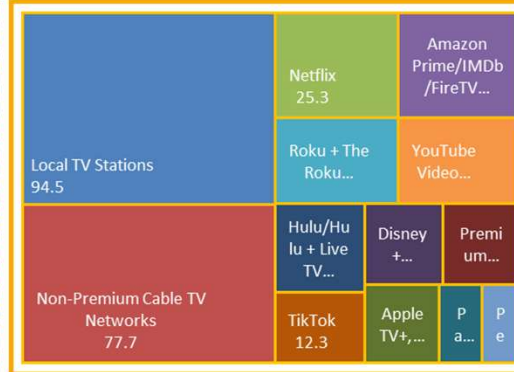 Local TV Stations
94.5
Non-Premium Cable TV
Networks
77.7
Netflix
25.3
Amazon
Prime/IMDb
/FireTV...
Roku + The
Roku...
YouTube
Video...
Hulu/Hu
lu + Live
TV...
Disney
+...
Premi
um...
TikTok
12.3
Apple
TV+,...
P
a...
P
e